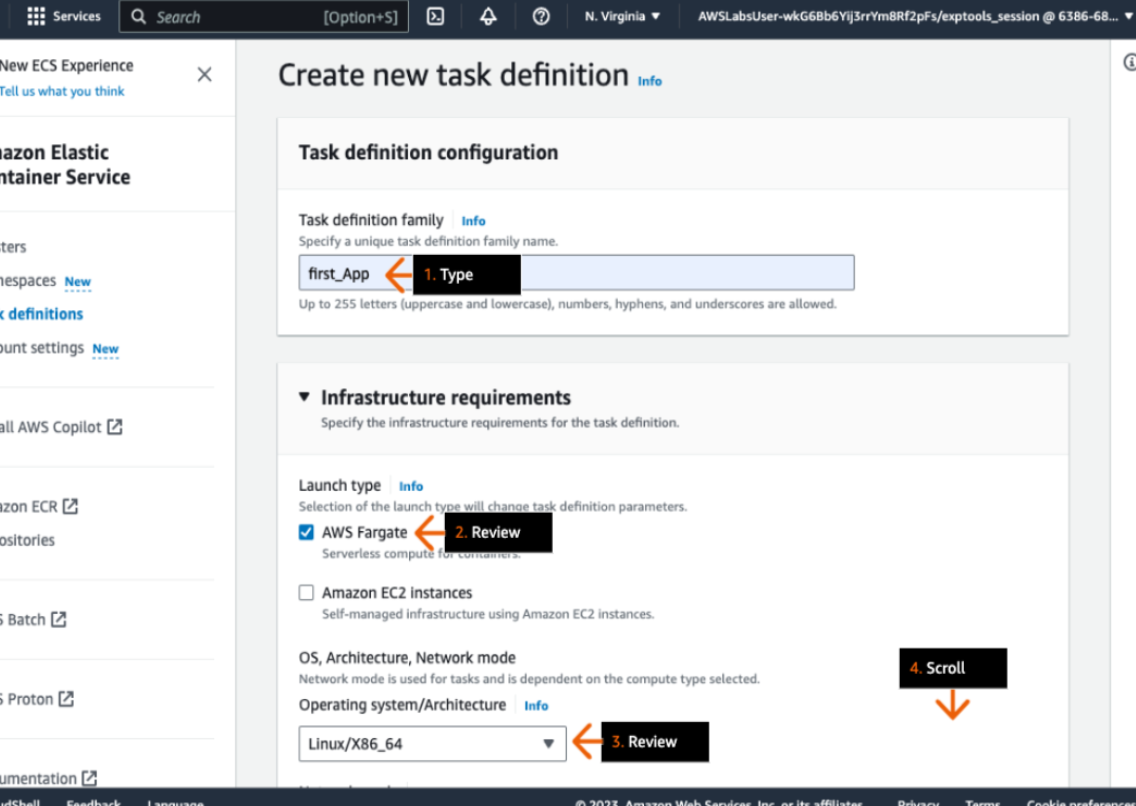 Services
Search
[Option+S]
N. Virginia
AWSLabsUser-wkG6Bb6Yij3rrYm8Rf2pFs/exptools_session @ 6386-68...
New ECS Experience
Tell us what you think
azon Elastic
ntainer Service
sters
mespaces New
k definitions
ount settings New
all AWS Copilot
azon ECR
ositories
S Batch
S Proton
umentation
Create new task definition Info
Task definition configuration
Task definition family Info
Specify a unique task definition family name.
first_App
1. Type
Up to 255 letters (uppercase and lowercase), numbers, hyphens, and underscores are allowed.
Infrastructure requirements
Specify the infrastructure requirements for the task definition.
Launch type Info
Selection of the launch type will change task definition parameters.
AWS Fargate
2. Review
Serverless compute for containers.
Amazon EC2 instances
Self-managed infrastructure using Amazon EC2 instances.
OS, Architecture, Network mode
Network mode is used for tasks and is dependent on the compute type selected.
4. Scroll
Operating system/Architecture Info
Linux/X86_64
3. Review
udShell Feedback Language
© 2023, Amazon Web Services, Inc. or its affiliates. Privacy Terms Cookie preferences